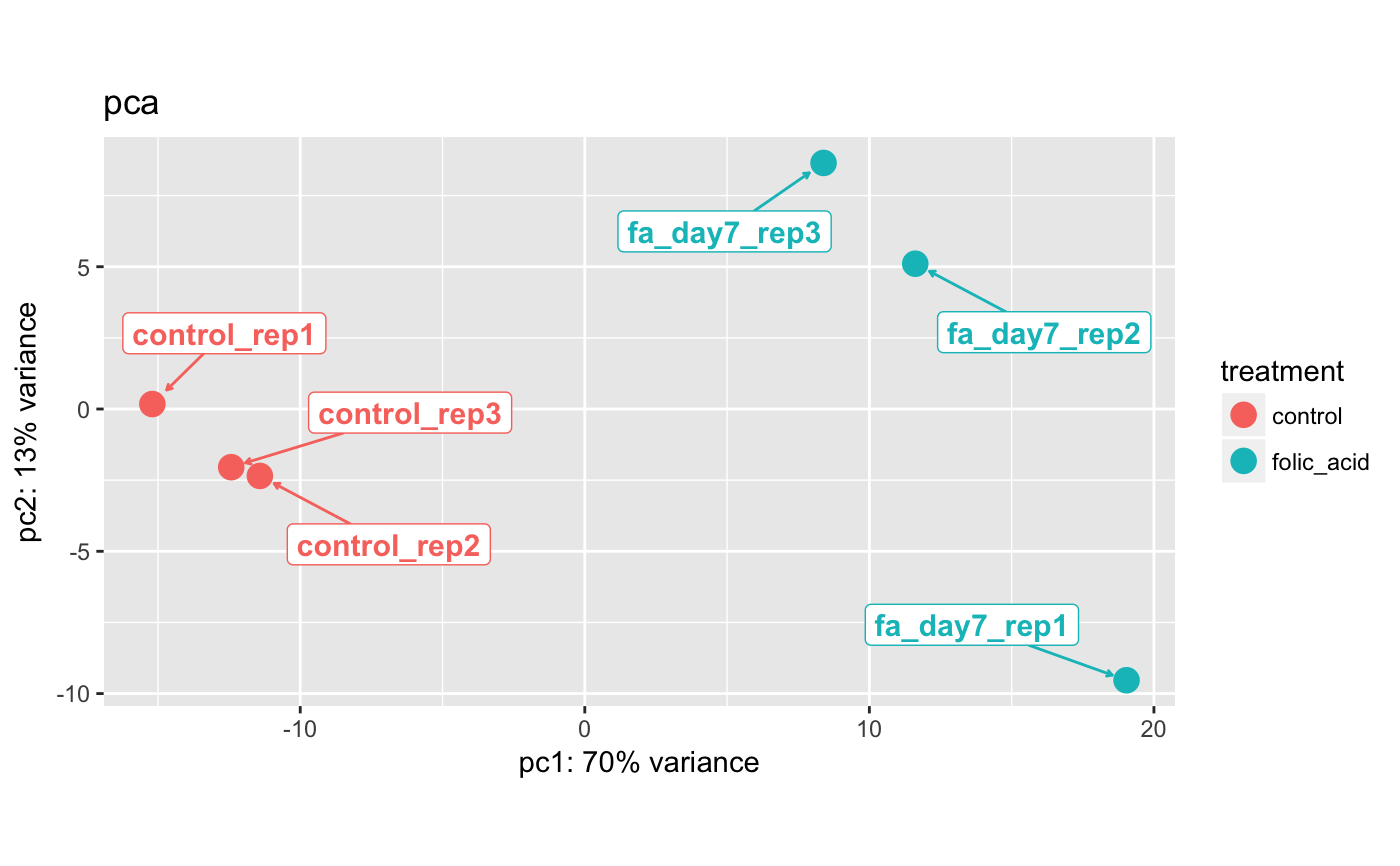 pca
fa_day7_rep3
control_rep1
fa_day7_rep2
control_rep3
control_rep2
fa_day7_rep1
5
0
-5
-10
-10
0
10
20
pc1: 70% variance
pc2: 13% variance
treatment
control
folic_acid